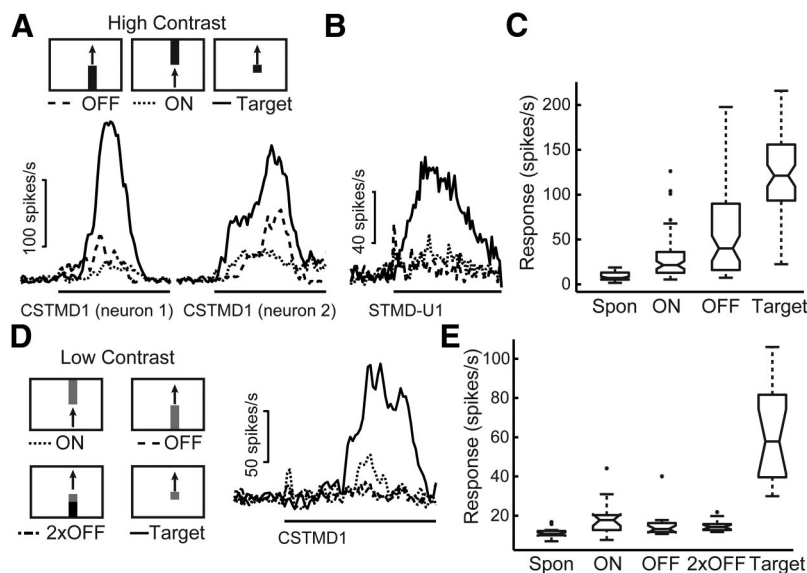 A
High Contrast
OFF
ON
Target
100 spikes/s
CSTMD1 (neuron 1)
CSTMD1 (neuron 2)
B
40 spikes/s
STMD-U1
C
Response (spikes/s)
200
150
100
50
0
Spon
ON
OFF
Target
D
Low Contrast
ON
OFF
2xOFF
Target
50 spikes/s
CSTMD1
E
Response (spikes/s)
100
80
60
40
20
Spon
ON
OFF
2xOFF
Target